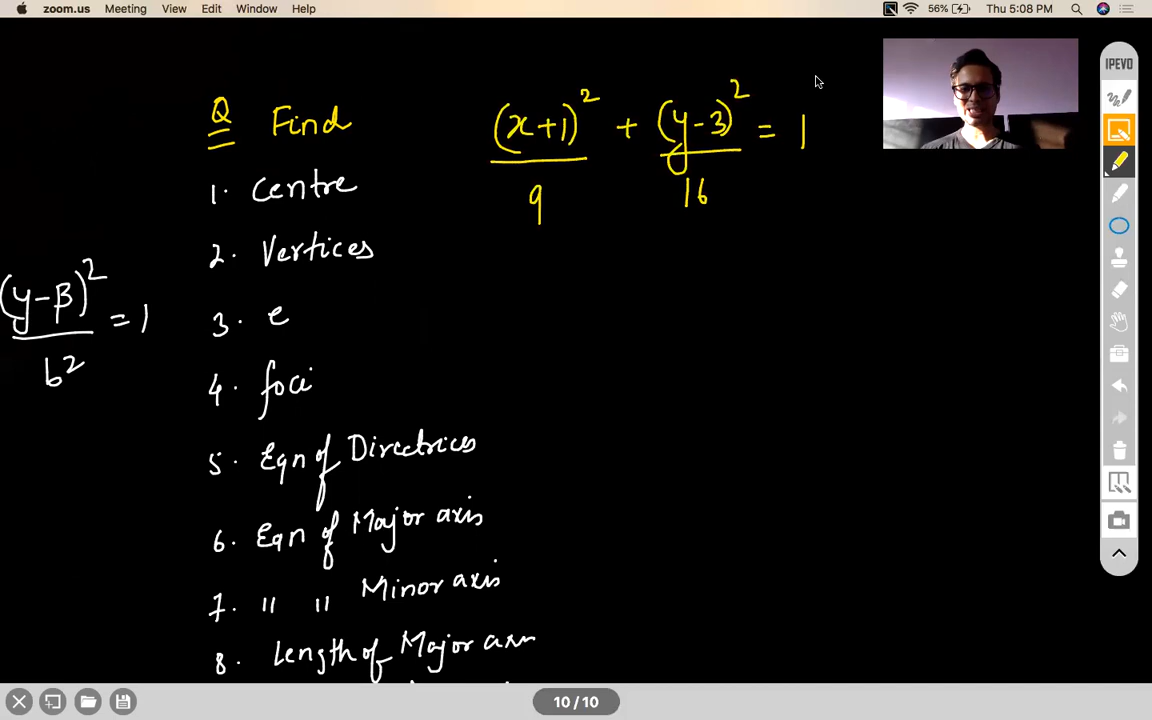 zoom.us Meeting View Edit Window Help 56% Thu 5:08 PM
IPEVO
Q Find (x+1)²/9 + (y-3)²/16 = 1
1. Centre
2. Vertices
(y-β)²/b² = 1
3. e
4. foci
5. Eqn of Directrices
6. Eqn of Major axis
7. " " Minor axis
8. Length of Major axis
10/10